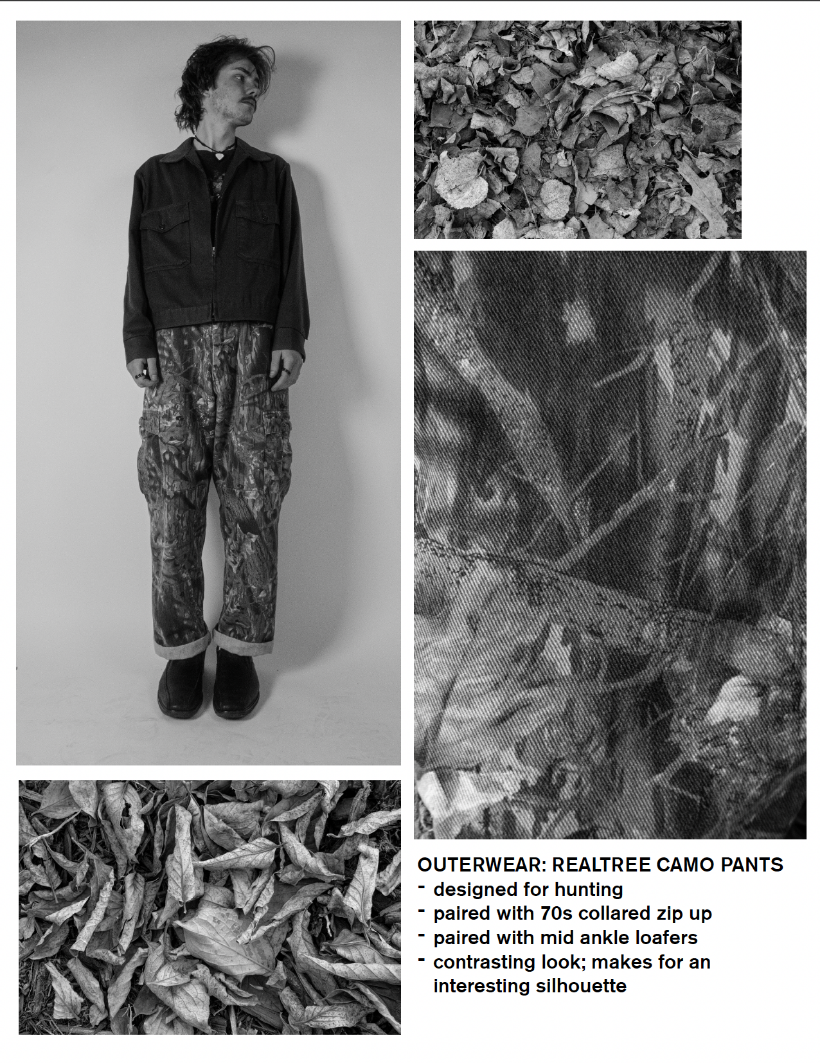 OUTERWEAR: REALTREE CAMO PANTS
- designed for hunting
- paired with 70s collared zip up
- paired with mid ankle loafers
- contrasting look; makes for an
interesting silhouette